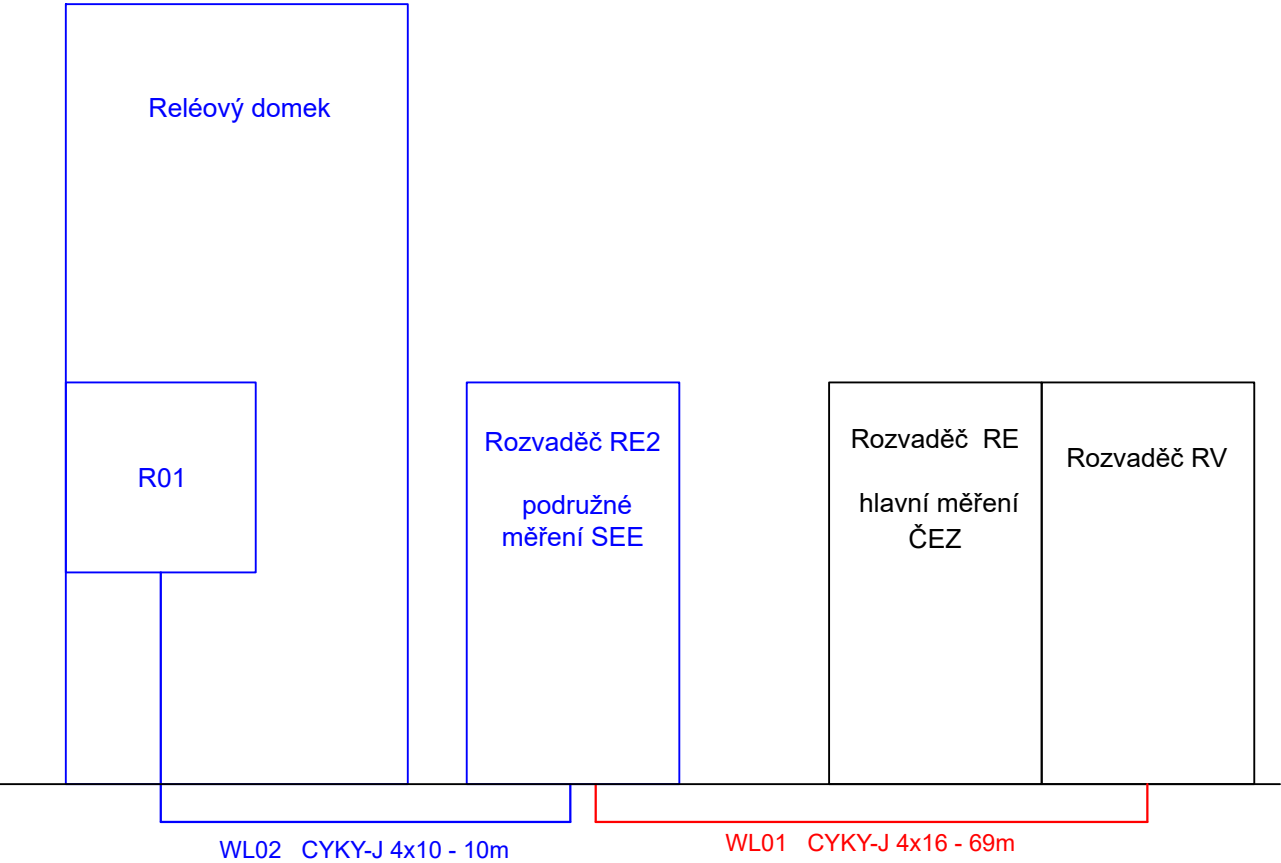 Reléový domek
R01
Rozvaděč RE2
podružné
měření SEE
Rozvaděč  RE
hlavní měření
ČEZ
Rozvaděč RV
WL02   CYKY-J 4x10 - 10m
WL01   CYKY-J 4x16 - 69m